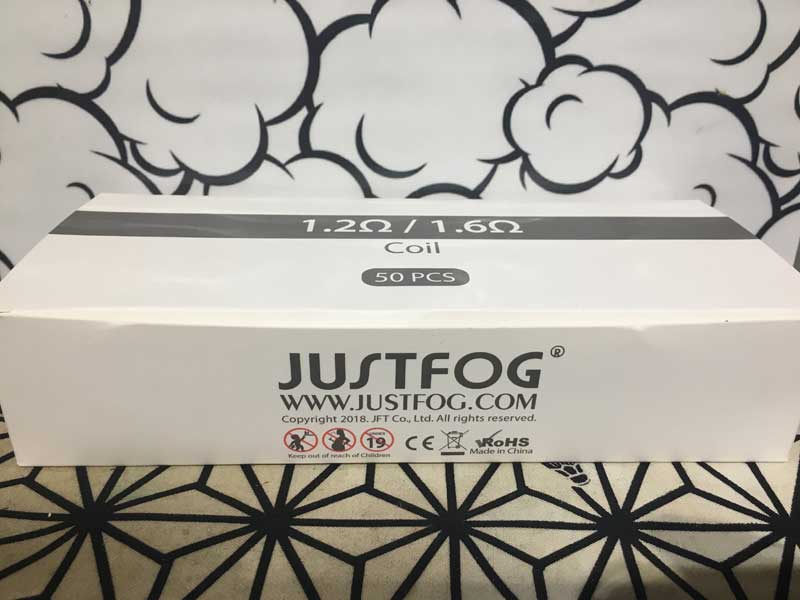 1.2Ω / 1.6Ω
Coil
50 PCS
JUSTFOG®
WWW.JUSTFOG.COM
Copyright 2018. JFT Co., Ltd. All rights reserved.
UNDER 19 CE RoHS
Keep out of reach of Children Made in China